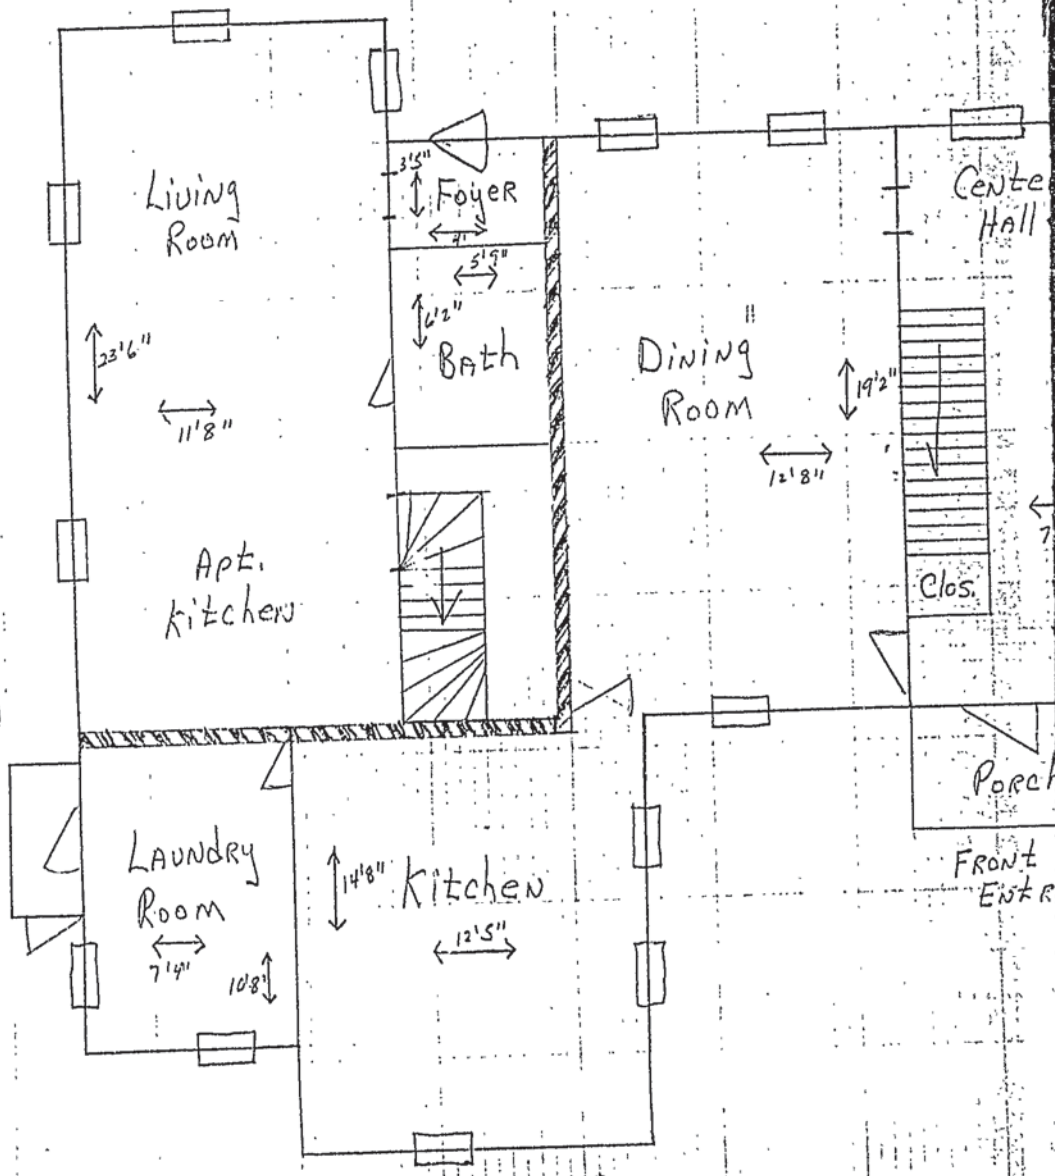 Living
Room
23'6"
11'8"
Apt.
Kitchen
3'5"
Foyer
4'
5'9"
6'2"
Bath
Dining
Room
19'2"
12'8"
Cente
Hall
7
Clos.
Porch
Front
Entr
Laundry
Room
7'4"
10'8"
14'8"
Kitchen
12'5"